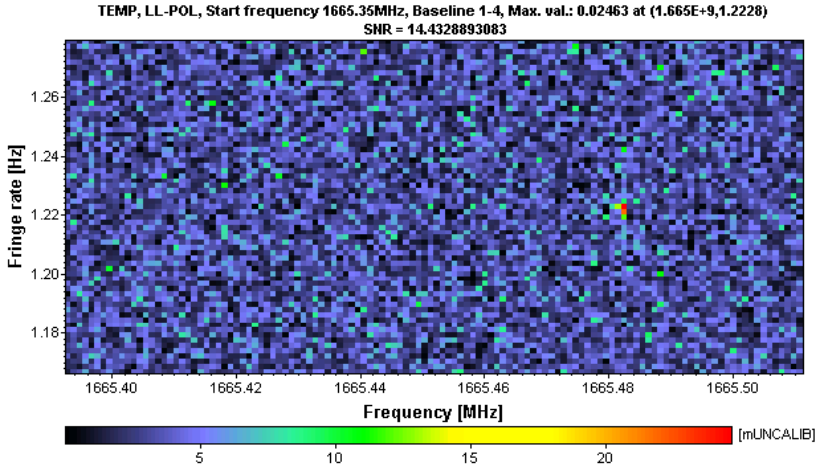 TEMP, LL-POL, Start frequency 1665.35MHz, Baseline 1-4, Max. val.: 0.02463 at (1.665E+9,1.2228)
SNR = 14.4328893083
Fringe rate [Hz]
1.26
1.24
1.22
1.20
1.18
1665.40 1665.42 1665.44 1665.46 1665.48 1665.50
Frequency [MHz]
[mUNCALIB]
5 10 15 20